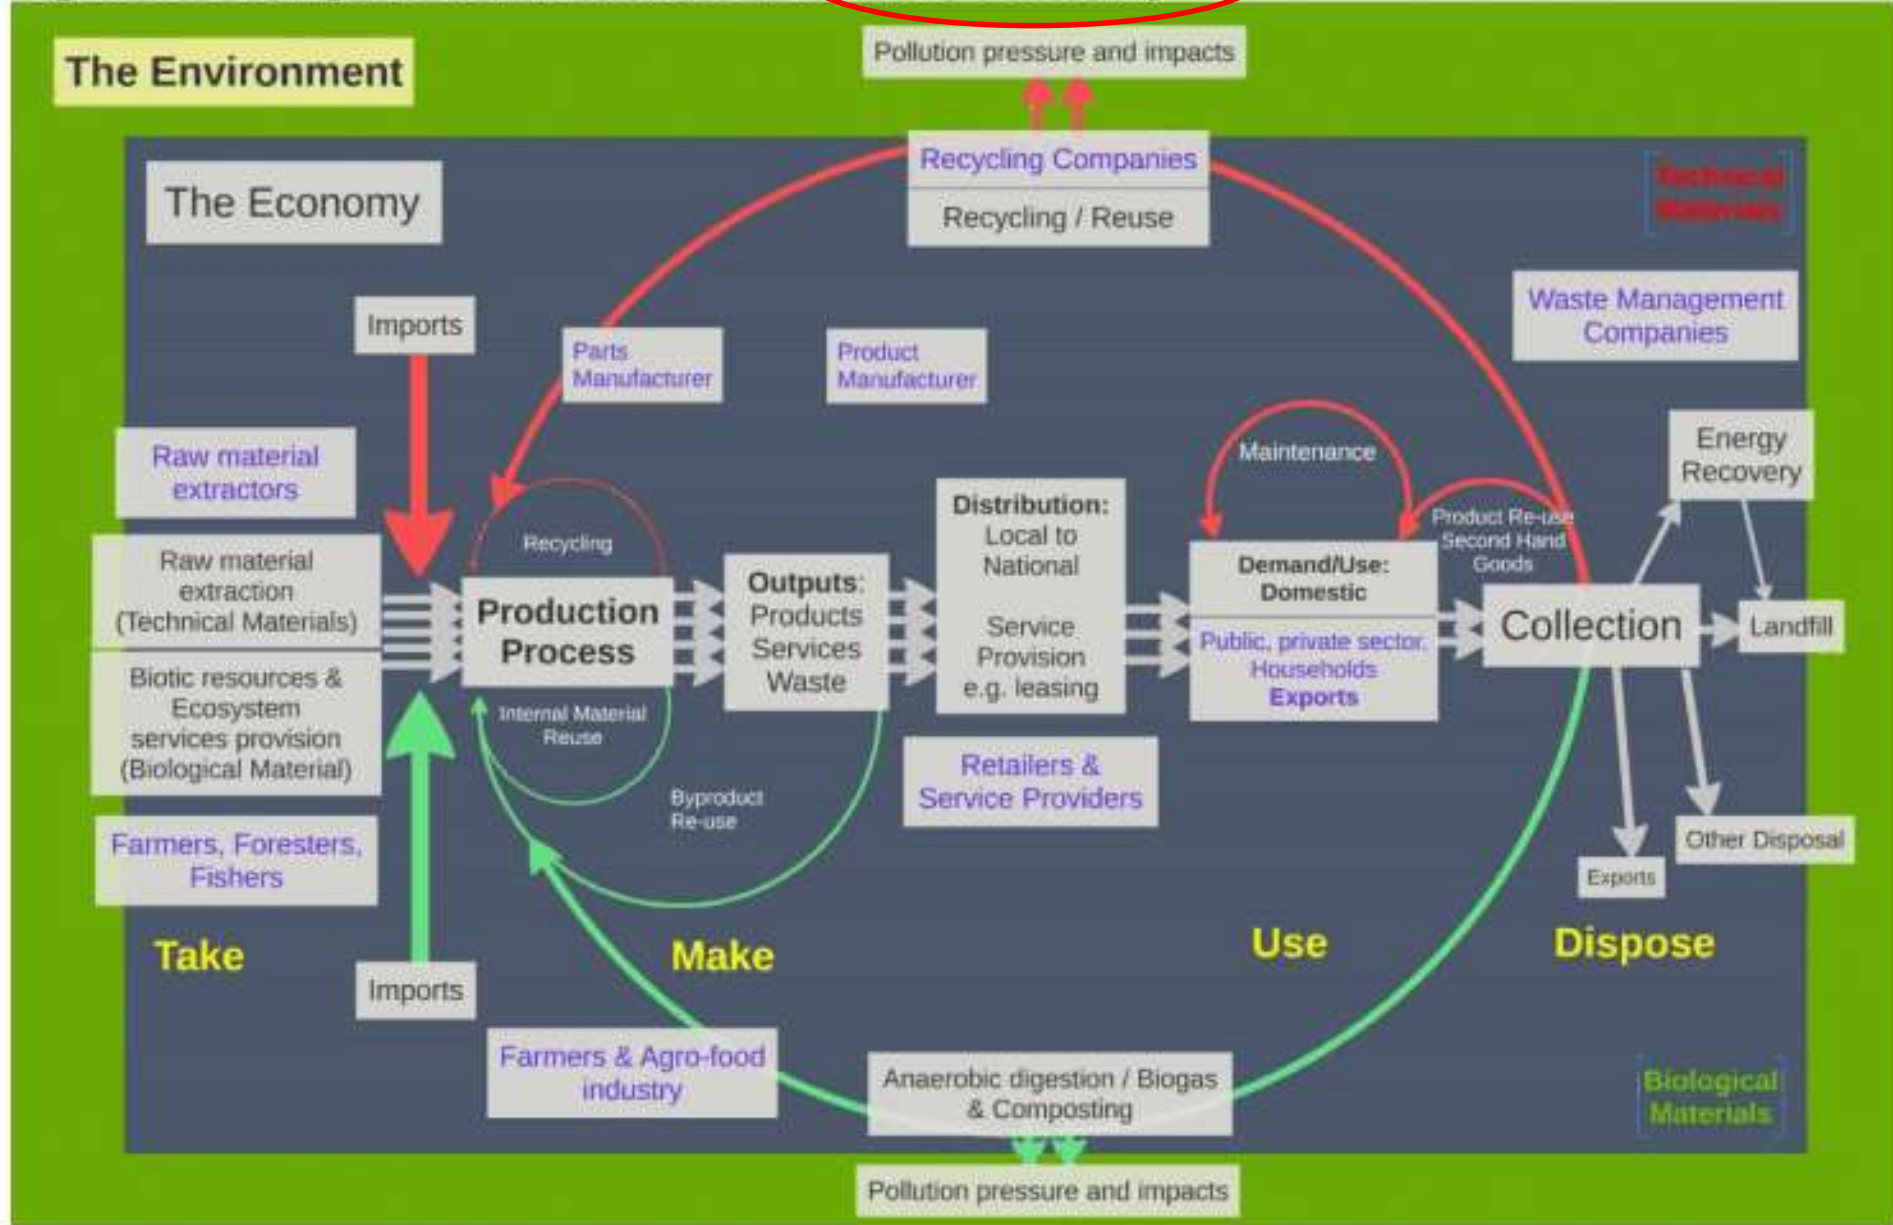 Pollution pressure and impacts
The Environment
Recycling Companies
Recycling / Reuse
The Economy
Technical
Materials
Waste Management
Companies
Imports
Parts
Manufacturer
Product
Manufacturer
Energy
Recovery
Maintenance
Raw material
extractors
Product Re-use
Second Hand
Goods
Distribution:
Local to
National
Service
Provision
e.g. leasing
Recycling
Raw material
extraction
(Technical Materials)
Production
Process
Outputs:
Products
Services
Waste
Demand/Use:
Domestic
Public, private sector,
Households
Exports
Collection
Landfill
Biotic resources &
Ecosystem
services provision
(Biological Material)
Internal Material
Reuse
Byproduct
Re-use
Retailers &
Service Providers
Farmers, Foresters,
Fishers
Other Disposal
Exports
Take
Make
Use
Dispose
Imports
Farmers & Agro-food
industry
Anaerobic digestion / Biogas
& Composting
Biological
Materials
Pollution pressure and impacts